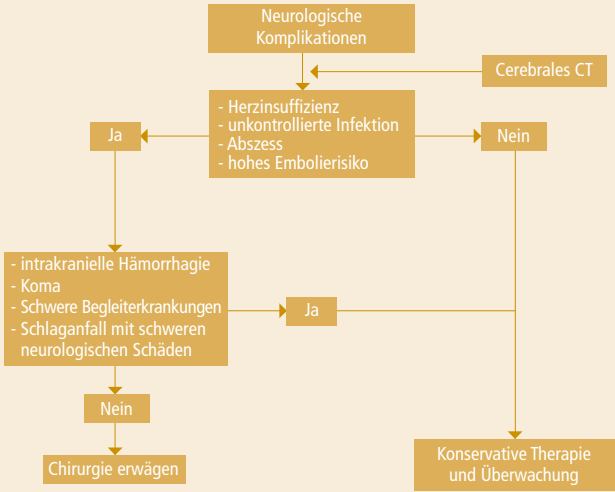 Neurologische
Komplikationen
Cerebrales CT
- Herzinsuffizienz
- unkontrollierte Infektion
- Abszess
- hohes Embolierisiko
Ja
Nein
- intrakranielle Hämorrhagie
- Koma
- Schwere Begleiterkrankungen
- Schlaganfall mit schweren
neurologischen Schäden
Ja
Nein
Chirurgie erwägen
Konservative Therapie
und Überwachung